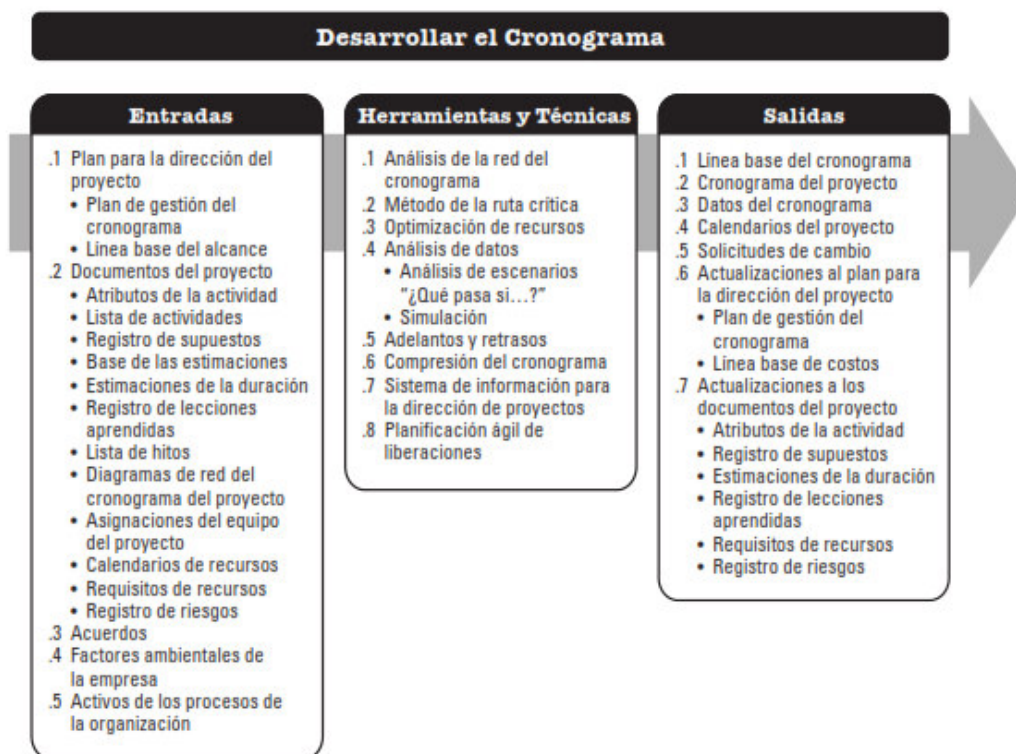 Desarrollar el Cronograma
Entradas
.1 Plan para la dirección del
proyecto
• Plan de gestión del
cronograma
• Línea base del alcance
.2 Documentos del proyecto
• Atributos de la actividad
• Lista de actividades
• Registro de supuestos
• Base de las estimaciones
• Estimaciones de la duración
• Registro de lecciones
aprendidas
• Lista de hitos
• Diagramas de red del
cronograma del proyecto
• Asignaciones del equipo
del proyecto
• Calendarios de recursos
• Requisitos de recursos
• Registro de riesgos
.3 Acuerdos
.4 Factores ambientales de
la empresa
.5 Activos de los procesos de
la organización
Herramientas y Técnicas
.1 Análisis de la red del
cronograma
.2 Método de la ruta crítica
.3 Optimización de recursos
.4 Análisis de datos
• Análisis de escenarios
"¿Qué pasa si...?"
• Simulación
.5 Adelantos y retrasos
.6 Compresión del cronograma
.7 Sistema de información para
la dirección de proyectos
.8 Planificación ágil de
liberaciones
Salidas
.1 Línea base del cronograma
.2 Cronograma del proyecto
.3 Datos del cronograma
.4 Calendarios del proyecto
.5 Solicitudes de cambio
.6 Actualizaciones al plan para
la dirección del proyecto
• Plan de gestión del
cronograma
• Línea base de costos
.7 Actualizaciones a los
documentos del proyecto
• Atributos de la actividad
• Registro de supuestos
• Estimaciones de la duración
• Registro de lecciones
aprendidas
• Requisitos de recursos
• Registro de riesgos